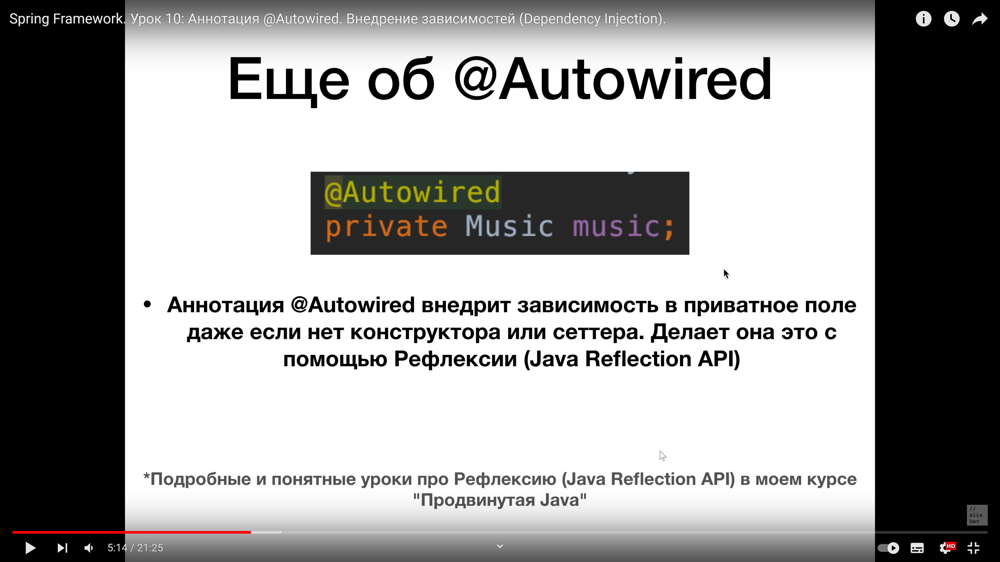 Spring Framework. Урок 10: Аннотация @Autowired. Внедрение зависимостей (Dependency Injection).
Еще об @Autowired
@Autowired
private Music music;
• Аннотация @Autowired внедрит зависимость в приватное поле
даже если нет конструктора или сеттера. Делает она это с
помощью Рефлексии (Java Reflection API)
*Подробные и понятные уроки про Рефлексию (Java Reflection API) в моем курсе
"Продвинутая Java"
//
alis
hev
5:14 / 21:25
HD